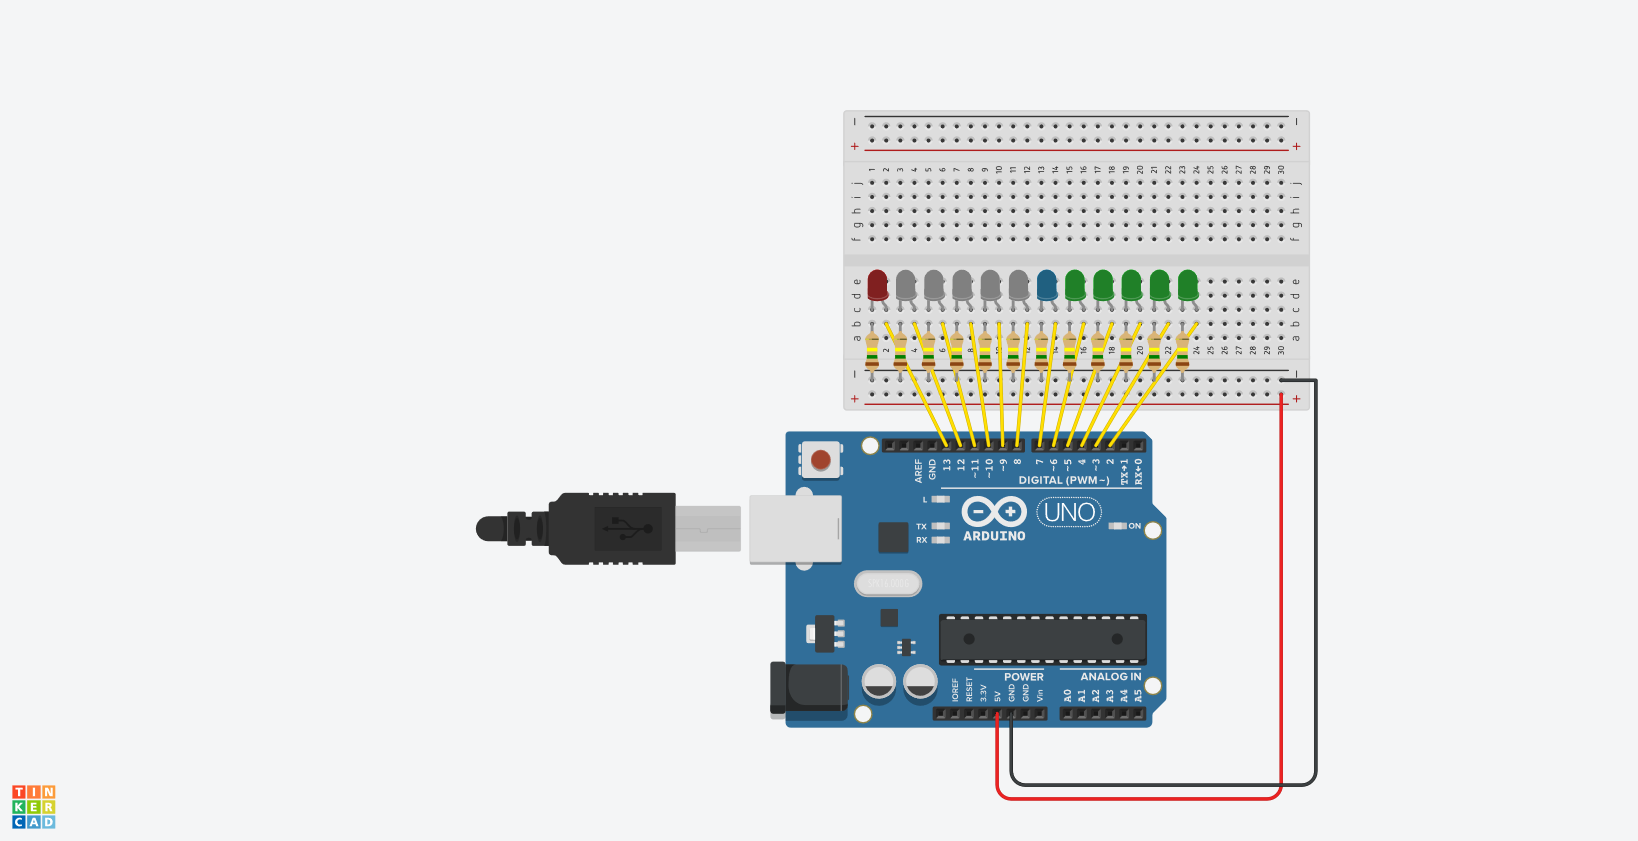 − −
+ +
1 2 3 4 5 6 7 8 9 10 11 12 13 14 15 16 17 18 19 20 21 22 23 24 25 26 27 28 29 30
j j
i i
h h
g g
f f
e e
d d
c c
b b
a a
2 4 6 8 14 16 18 20 22 24 25 26 27 28 29 30
− −
+ +
AREF GND 13 12 ~11 ~10 ~9 8 7 ~6 ~5 4 ~3 2 TX→1 RX←0
DIGITAL (PWM~)
L
TX
RX
ARDUINO
UNO
ON
POWER
ANALOG IN
IOREF RESET 3.3V 5V GND GND Vin A0 A1 A2 A3 A4 A5
TIN
KER
CAD